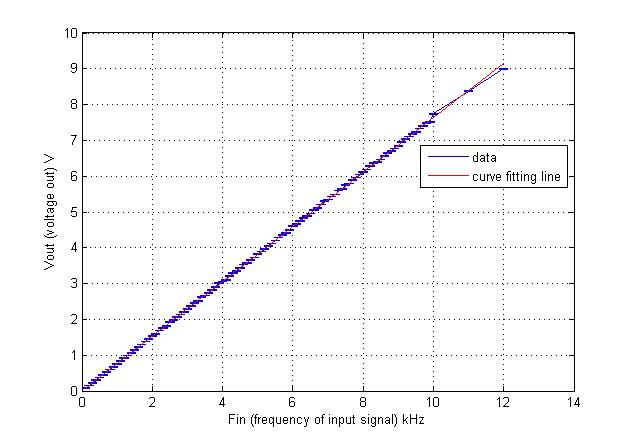 10
9
8
7
6
5
4
3
2
1
0
Vout (voltage out) V
data
curve fitting line
0 2 4 6 8 10 12 14
Fin (frequency of input signal) kHz